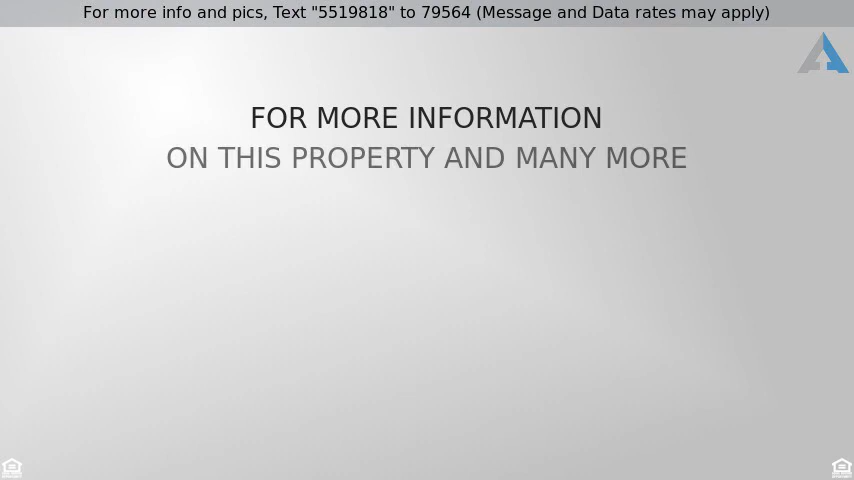 For more info and pics, Text "5519818" to 79564 (Message and Data rates may apply)
FOR MORE INFORMATION
ON THIS PROPERTY AND MANY MORE